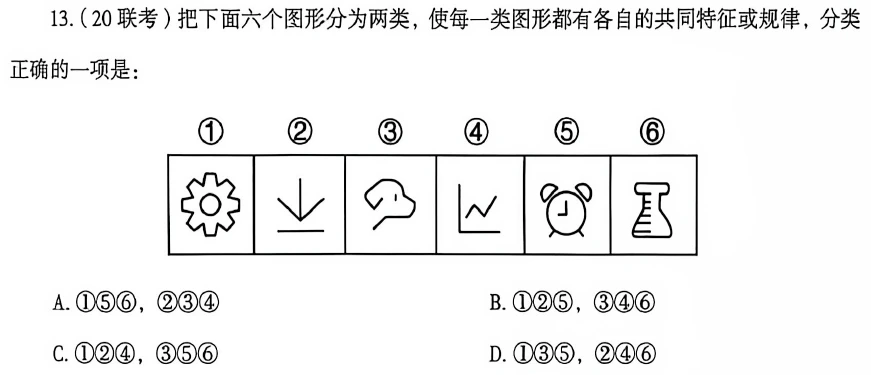 13.（20 联考）把下面六个图形分为两类，使每一类图形都有各自的共同特征或规律，分类
正确的一项是：
① ② ③ ④ ⑤ ⑥
A. ①⑤⑥，②③④ B. ①②⑤，③④⑥
C. ①②④，③⑤⑥ D. ①③⑤，②④⑥